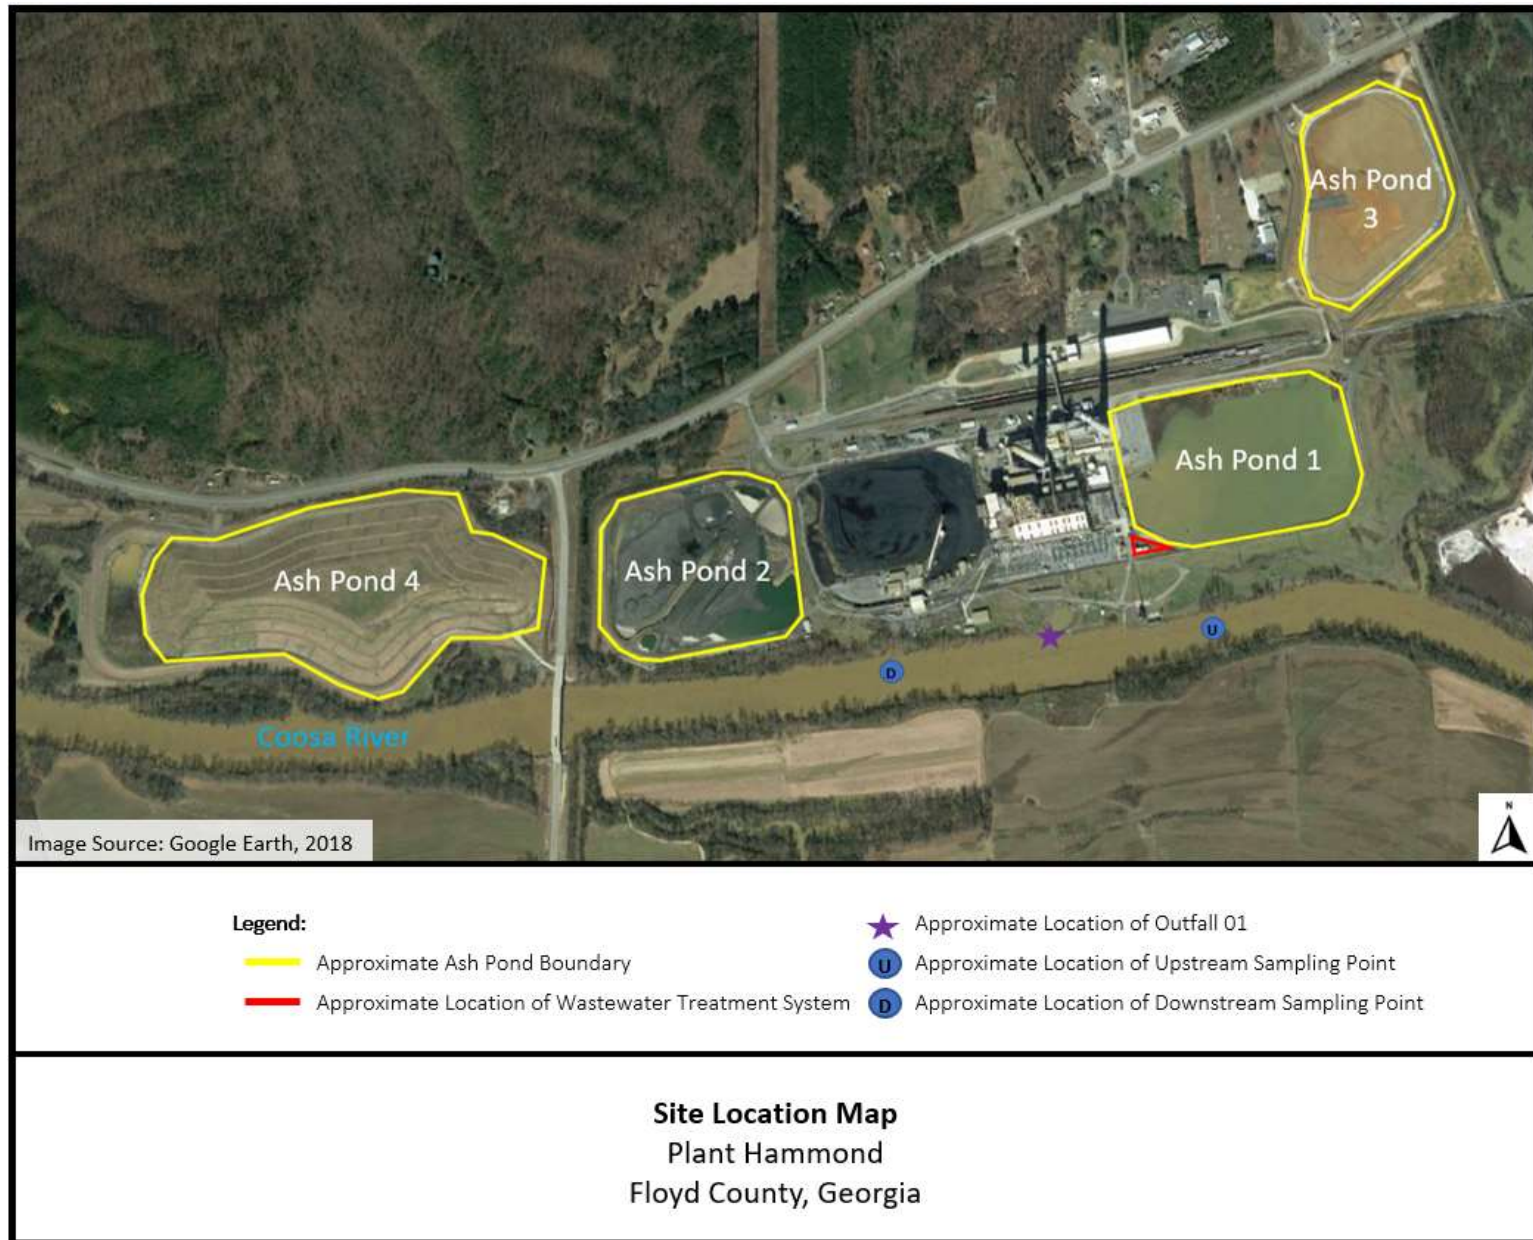 Ash Pond
3
Ash Pond 1
Ash Pond 2
Ash Pond 4
U
D
Coosa River
Image Source: Google Earth, 2018
N
Legend:
Approximate Ash Pond Boundary
Approximate Location of Wastewater Treatment System
Approximate Location of Outfall 01
U Approximate Location of Upstream Sampling Point
D Approximate Location of Downstream Sampling Point
Site Location Map
Plant Hammond
Floyd County, Georgia